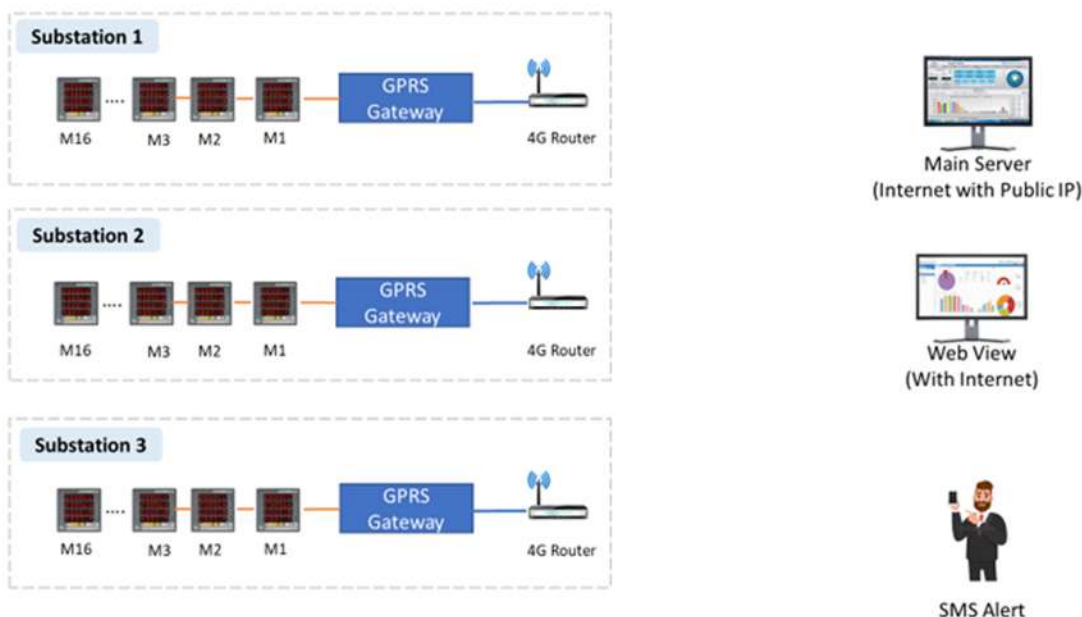 Substation 1
GPRS
Gateway
M16
M3
M2
M1
4G Router
Main Server
(Internet with Public IP)
Substation 2
GPRS
Gateway
M16
M3
M2
M1
4G Router
Web View
(With Internet)
Substation 3
GPRS
Gateway
M16
M3
M2
M1
4G Router
SMS Alert